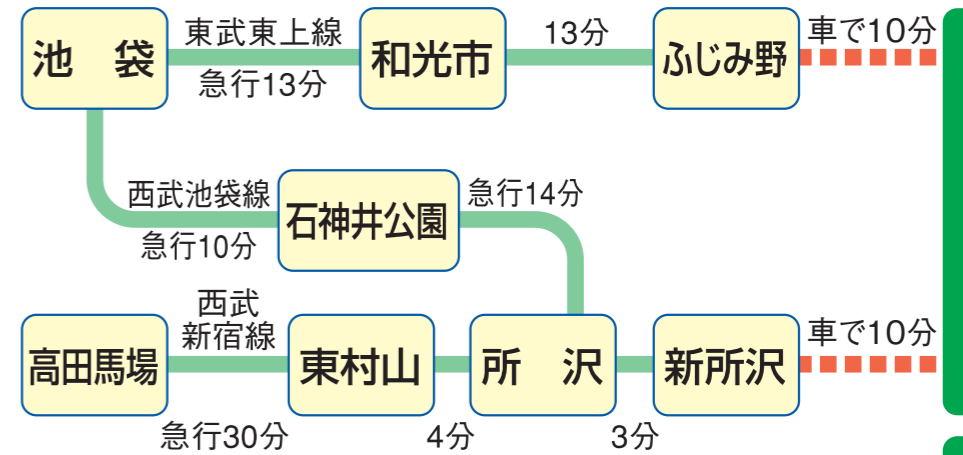 池 袋
東武東上線
急行13分
和光市
13分
ふじみ野
車で10分
西武池袋線
急行10分
石神井公園
急行14分
高田馬場
西武
新宿線
急行30分
東村山
4分
所 沢
3分
新所沢
車で10分